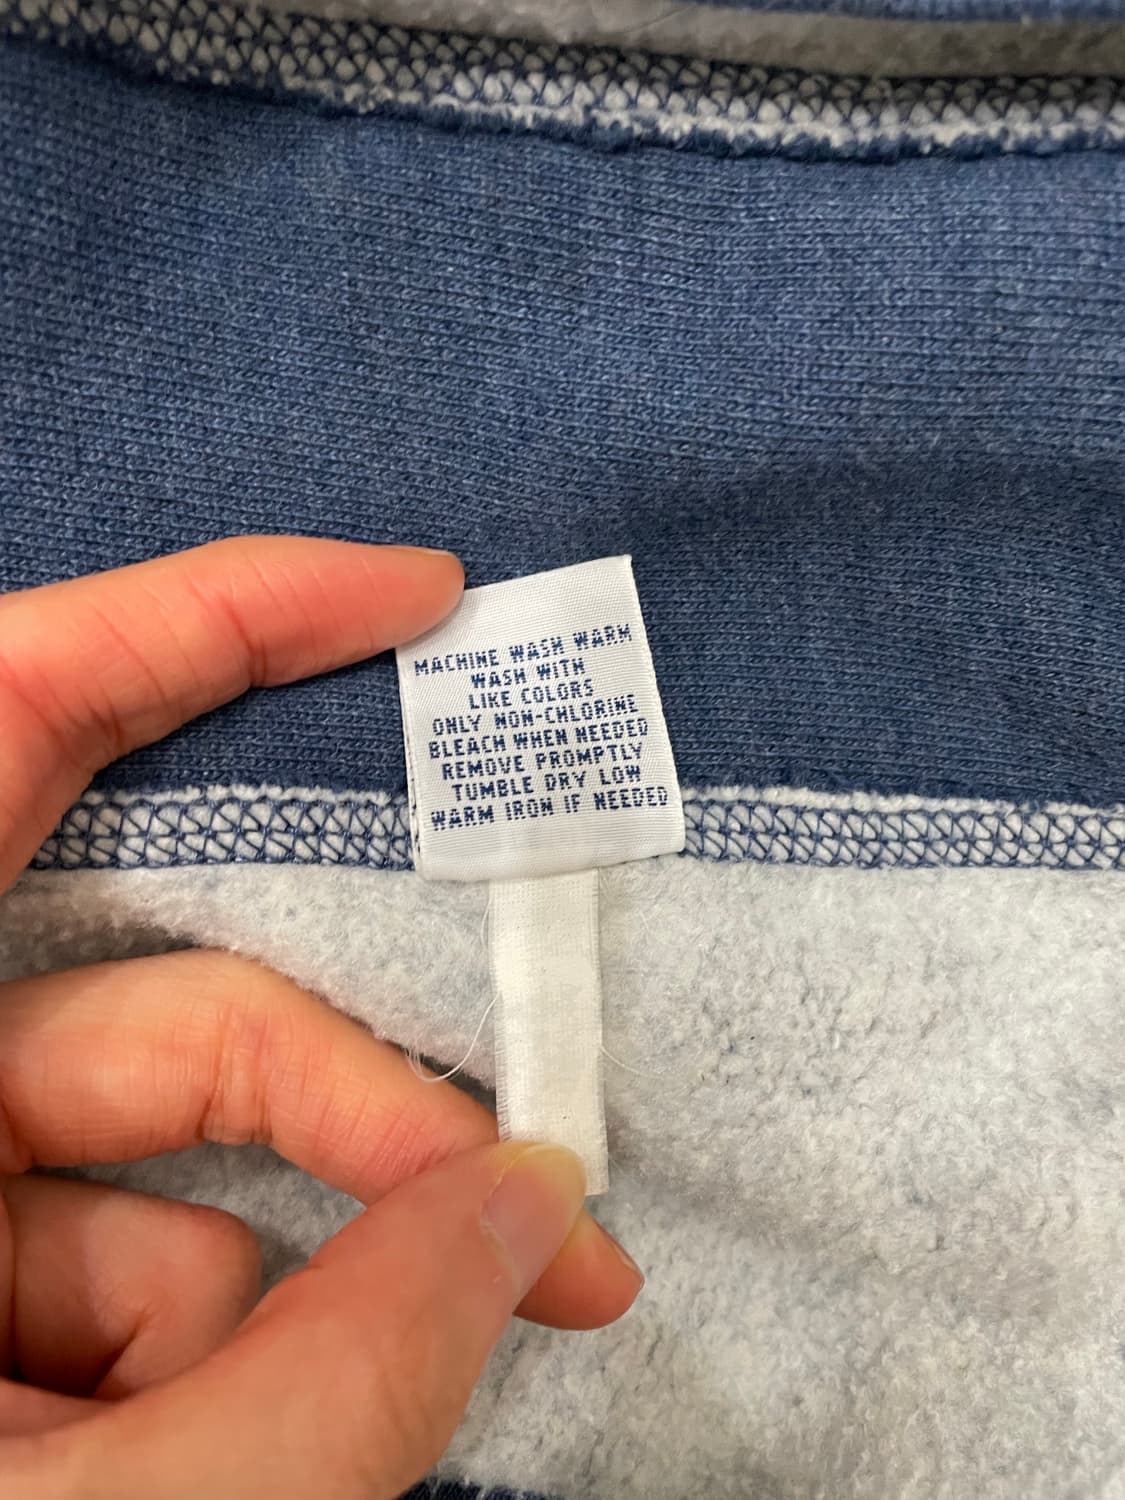 MACHINE WASH WARM
WASH WITH
LIKE COLORS
ONLY NON-CHLORINE
BLEACH WHEN NEEDED
REMOVE PROMPTLY
TUMBLE DRY LOW
WARM IRON IF NEEDED